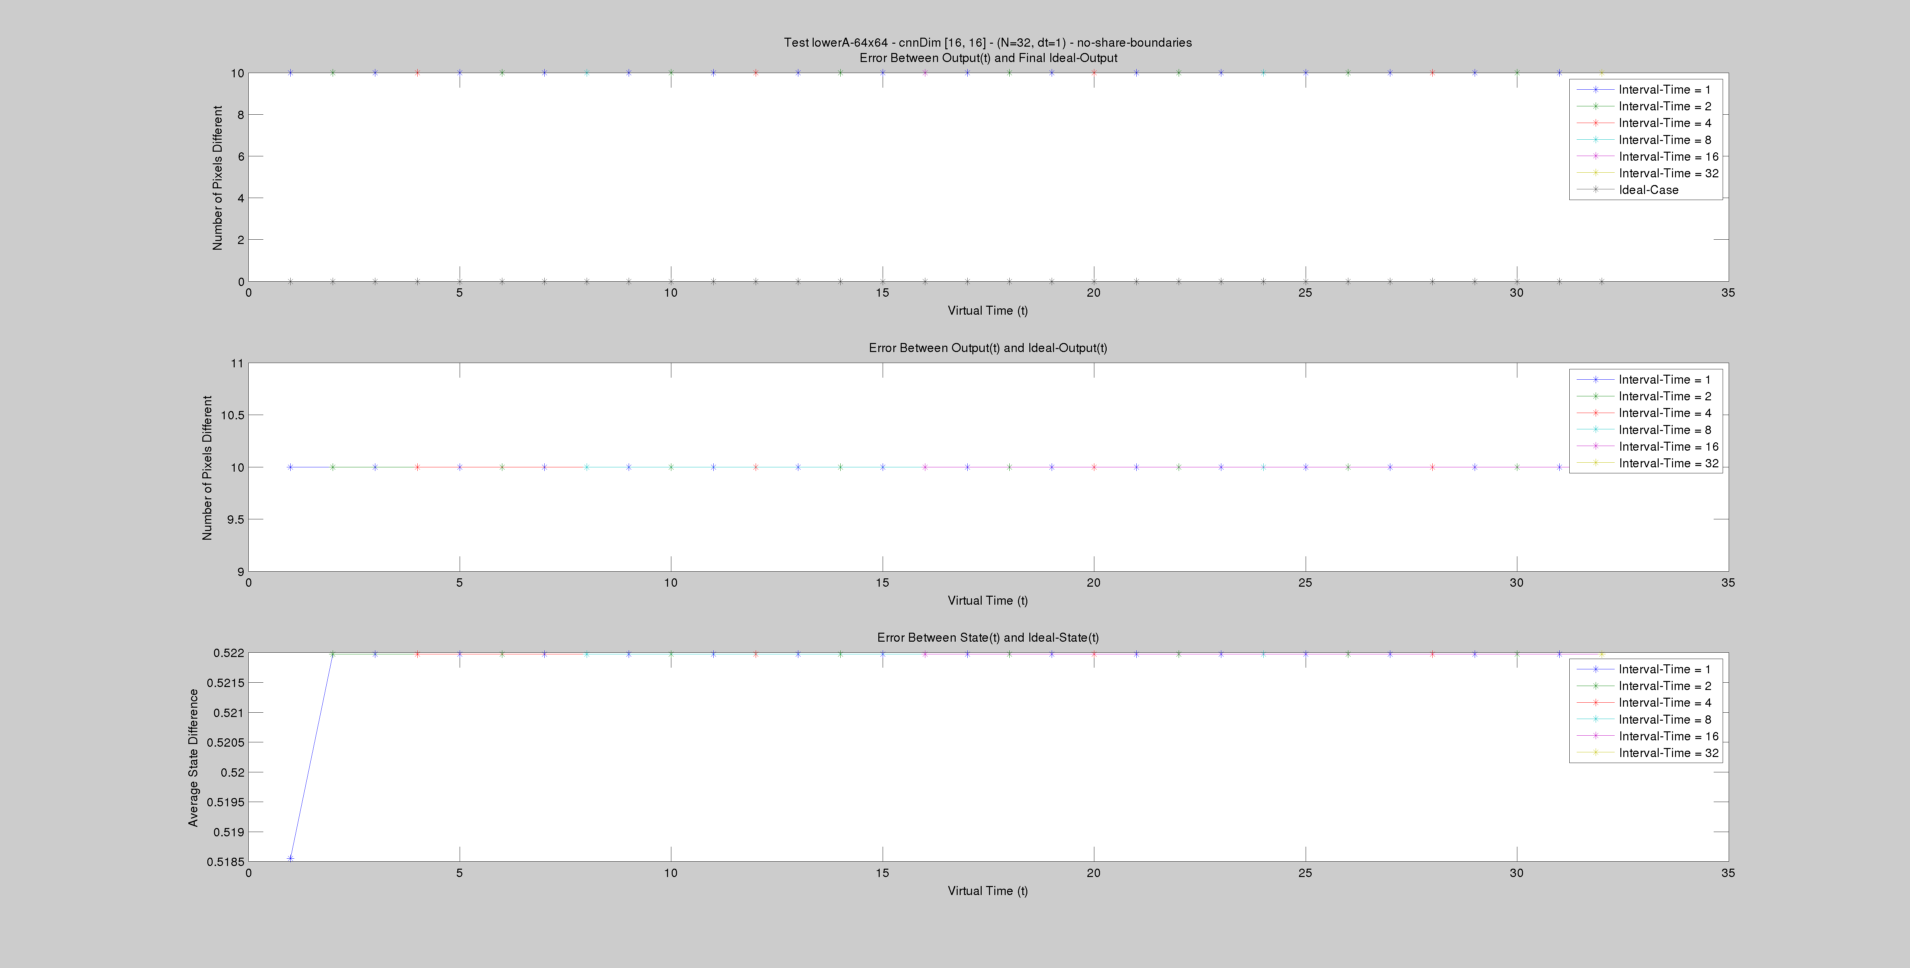 Test lowerA-64x64 - cnnDim [16, 16] - (N=32, dt=1) - no-share-boundaries
Error Between Output(t) and Final Ideal-Output
Number of Pixels Different
10
8
6
4
2
0
0 5 10 15 20 25 30 35
Virtual Time (t)
Interval-Time = 1
Interval-Time = 2
Interval-Time = 4
Interval-Time = 8
Interval-Time = 16
Interval-Time = 32
Ideal-Case
Error Between Output(t) and Ideal-Output(t)
Number of Pixels Different
11
10.5
10
9.5
9
0 5 10 15 20 25 30 35
Virtual Time (t)
Interval-Time = 1
Interval-Time = 2
Interval-Time = 4
Interval-Time = 8
Interval-Time = 16
Interval-Time = 32
Error Between State(t) and Ideal-State(t)
Average State Difference
0.522
0.5215
0.521
0.5205
0.52
0.5195
0.519
0.5185
0 5 10 15 20 25 30 35
Virtual Time (t)
Interval-Time = 1
Interval-Time = 2
Interval-Time = 4
Interval-Time = 8
Interval-Time = 16
Interval-Time = 32